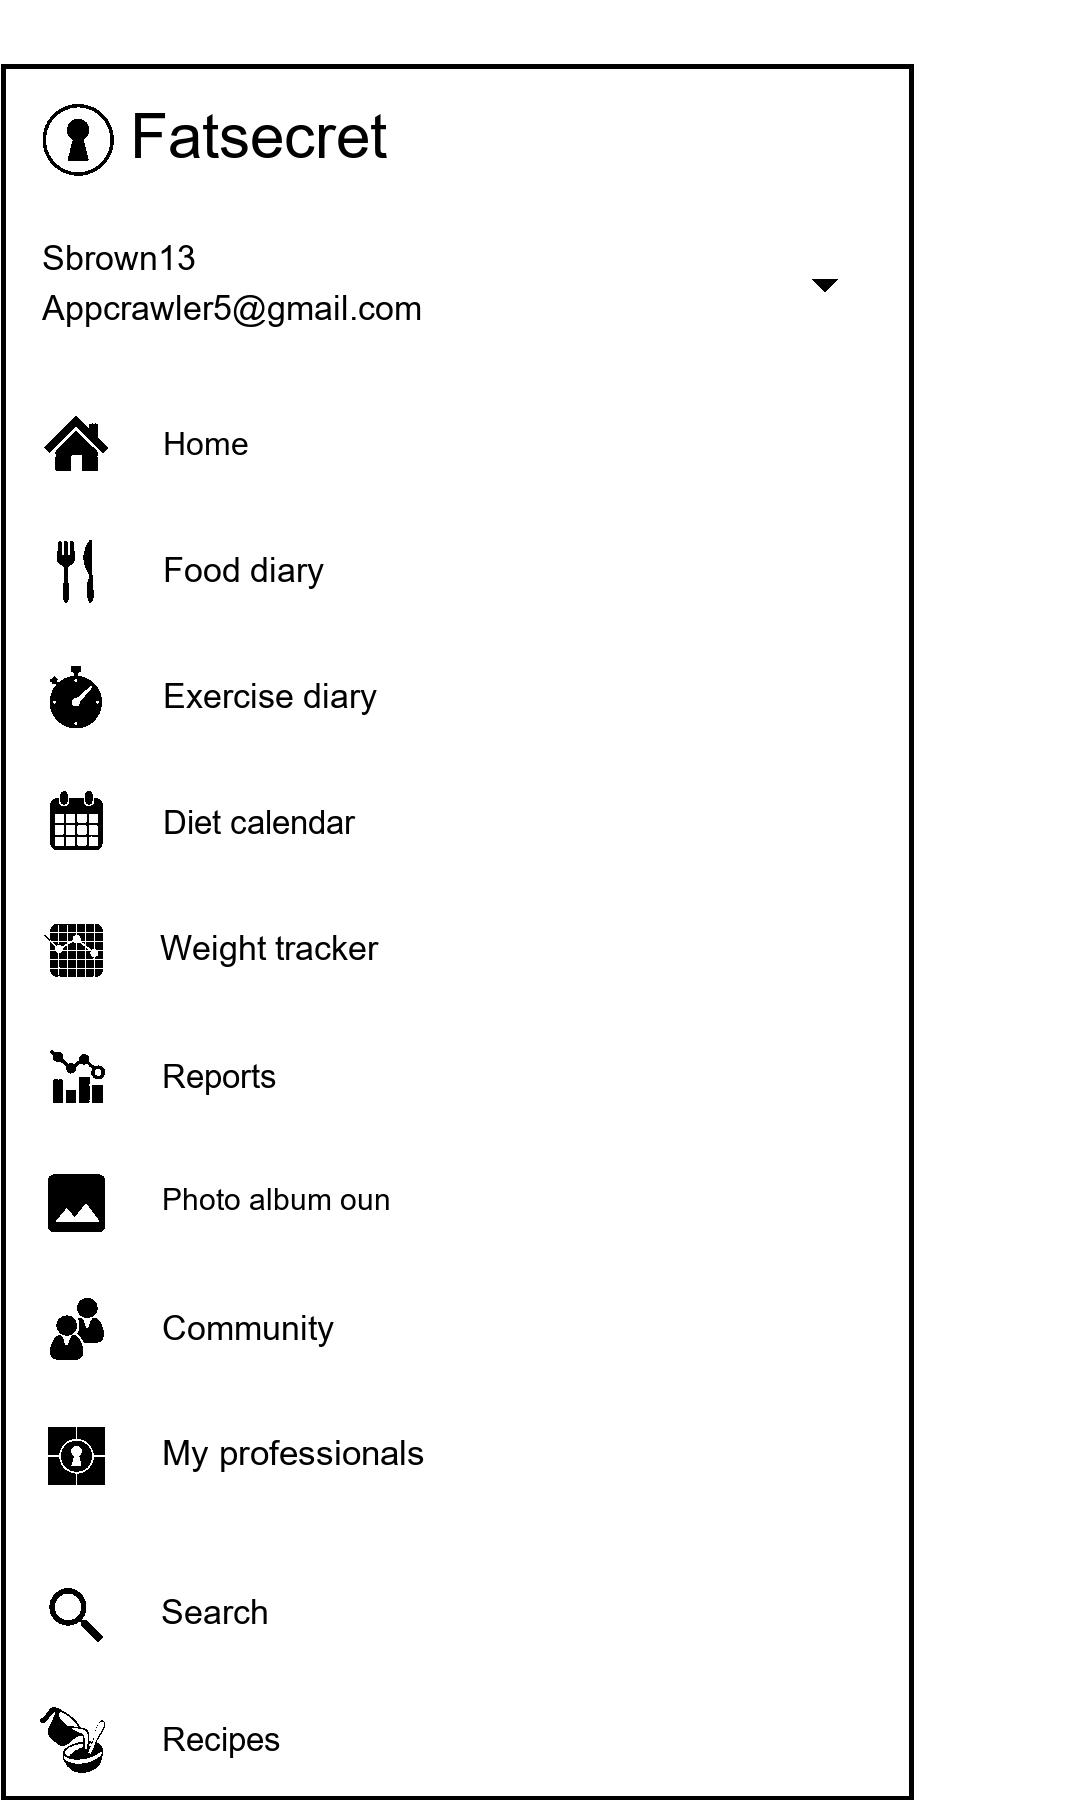 Fatsecret
Sbrown13
Appcrawler5@gmail.com
Home
Food diary
Exercise diary
Diet calendar
Weight tracker
Reports
Photo album oun
Community
My professionals
Search
Recipes